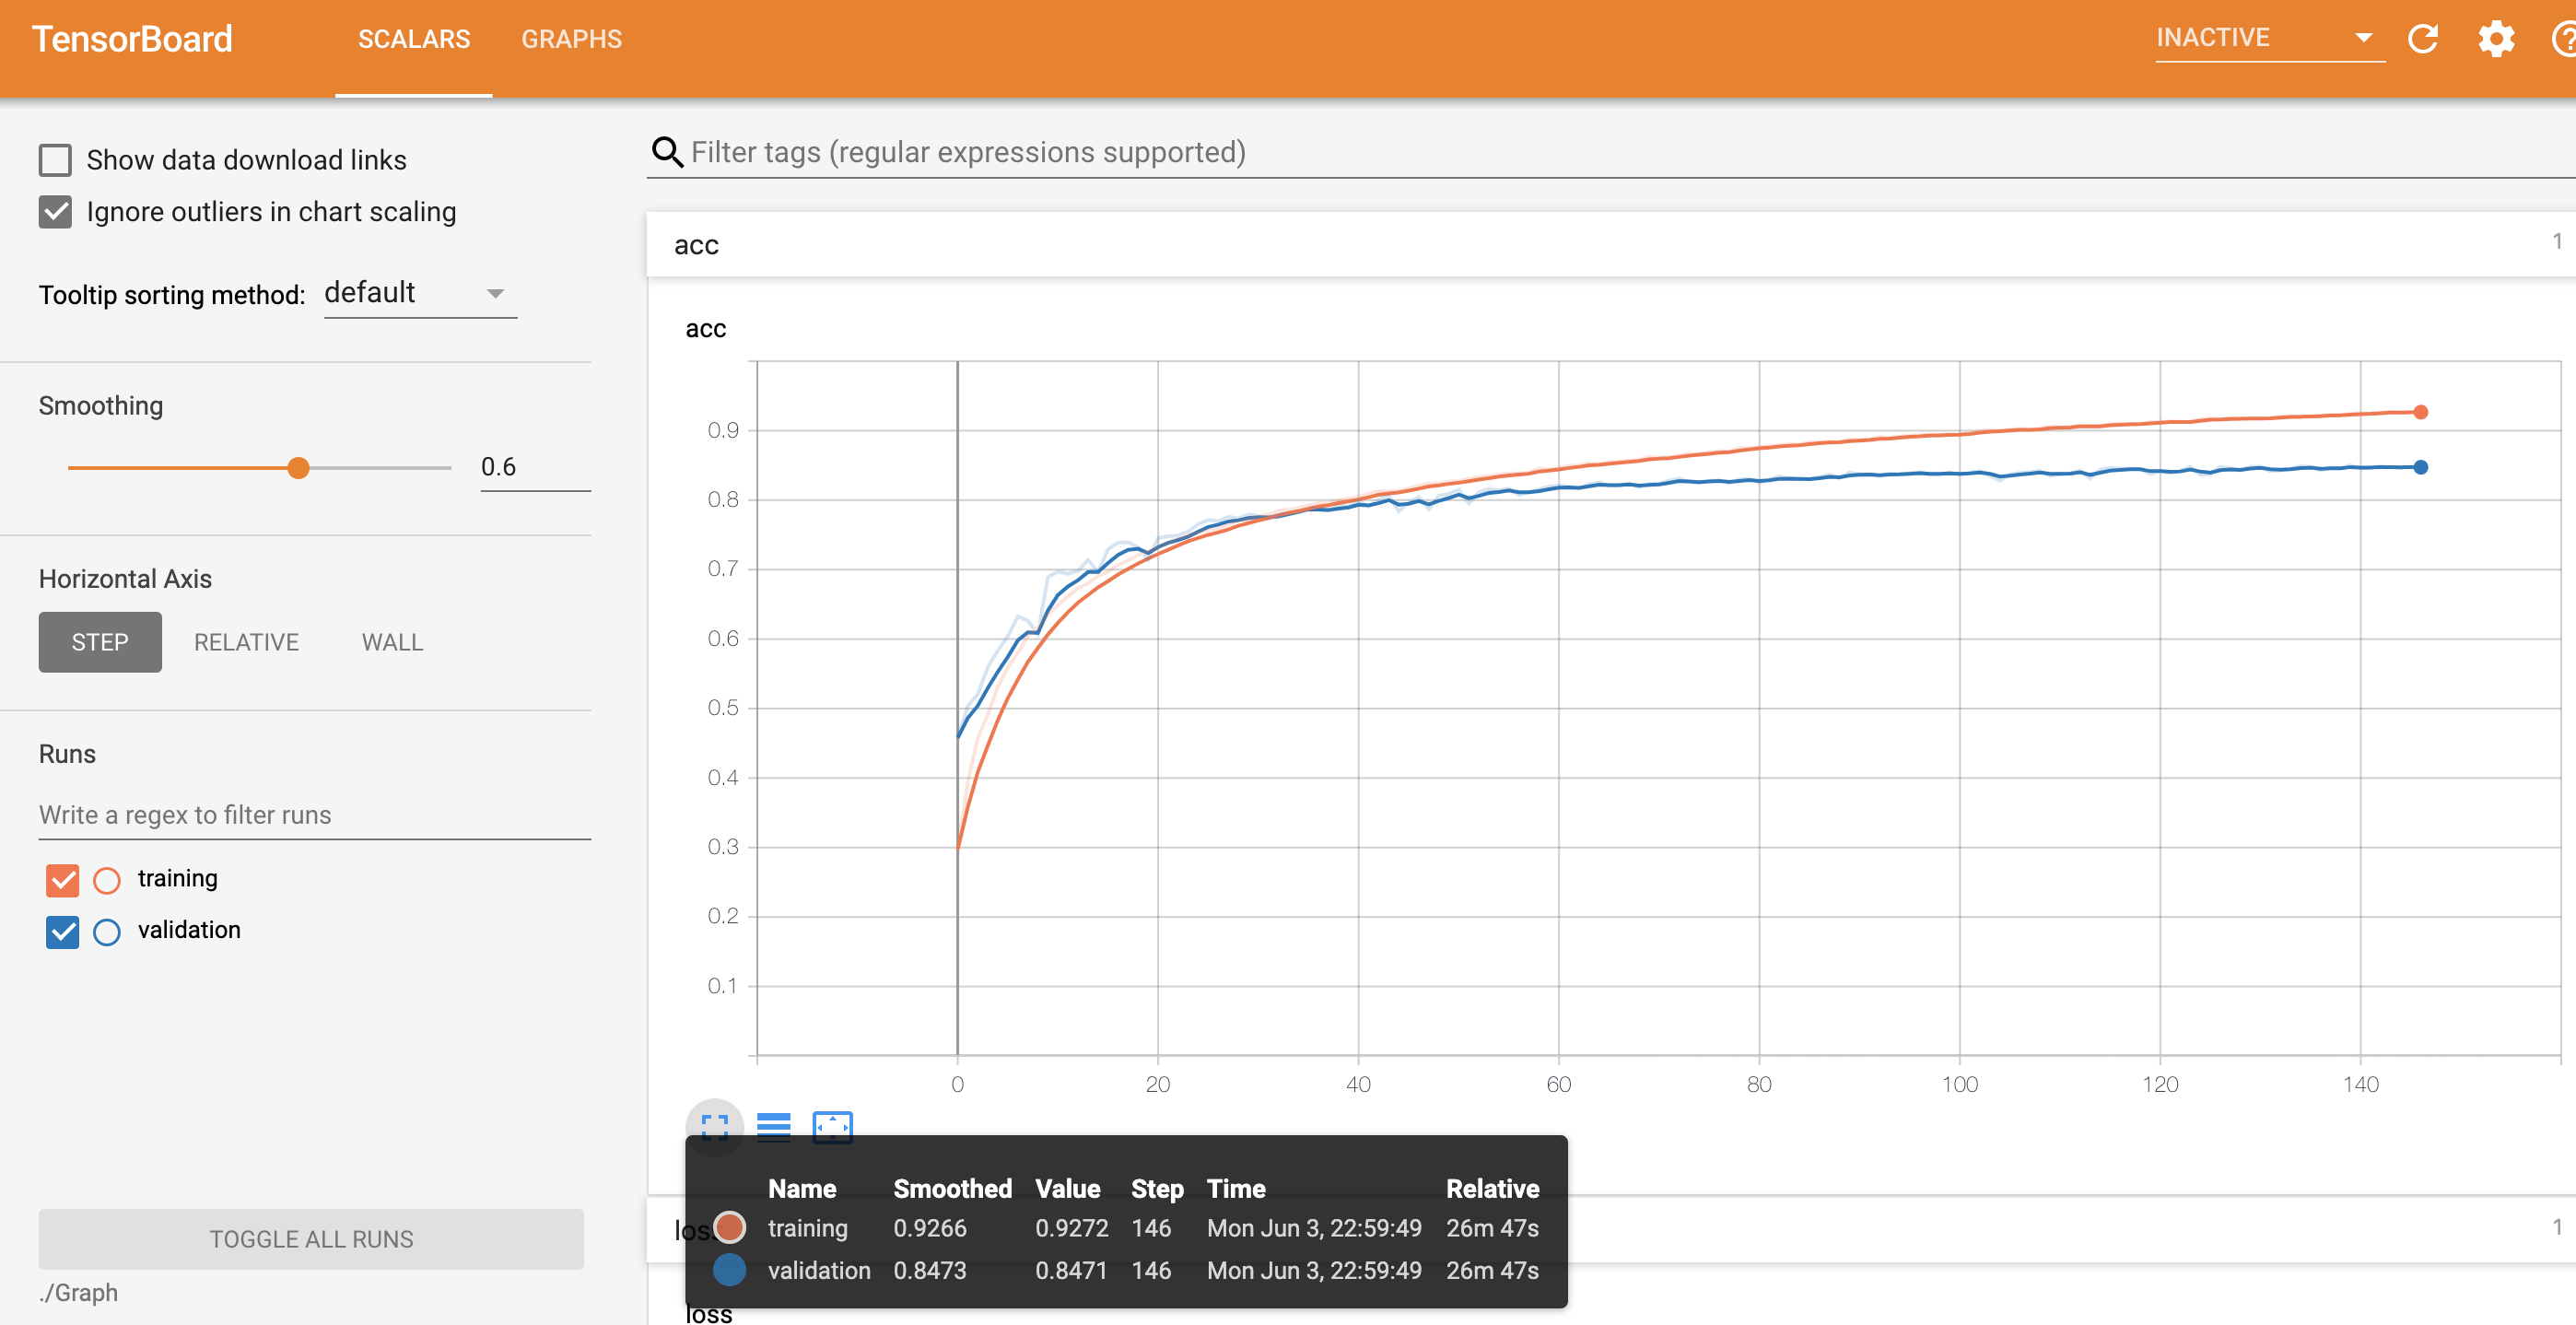 TensorBoard SCALARS GRAPHS INACTIVE
Show data download links
Ignore outliers in chart scaling
Tooltip sorting method: default
Smoothing
0.6
Horizontal Axis
STEP RELATIVE WALL
Runs
Write a regex to filter runs
training
validation
TOGGLE ALL RUNS
./Graph
Filter tags (regular expressions supported)
acc 1
acc
0.9
0.8
0.7
0.6
0.5
0.4
0.3
0.2
0.1
0 20 40 60 80 100 120 140
Name Smoothed Value Step Time Relative
training 0.9266 0.9272 146 Mon Jun 3, 22:59:49 26m 47s
validation 0.8473 0.8471 146 Mon Jun 3, 22:59:49 26m 47s
loss 1
loss